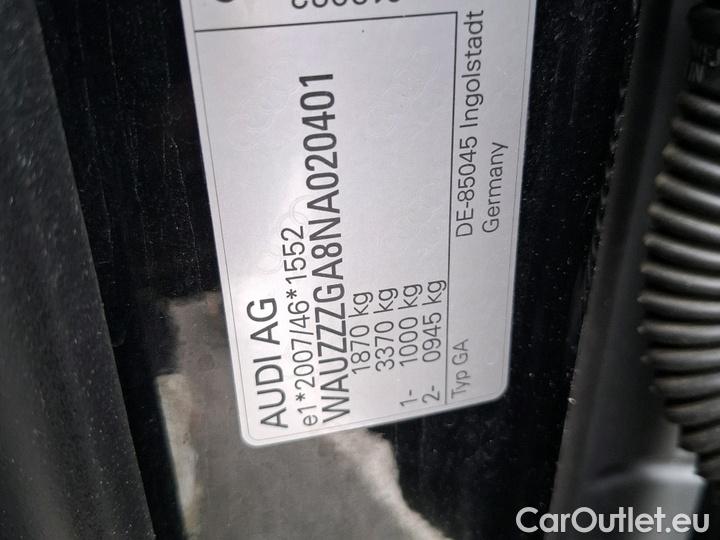 AUDI AG
e1*2007/46*1552
WAUZZZGA8NA020401
1870 kg
3370 kg
1- 1000 kg
2- 0945 kg
Typ GA
DE-85045 Ingolstadt
Germany
CarOutlet.eu